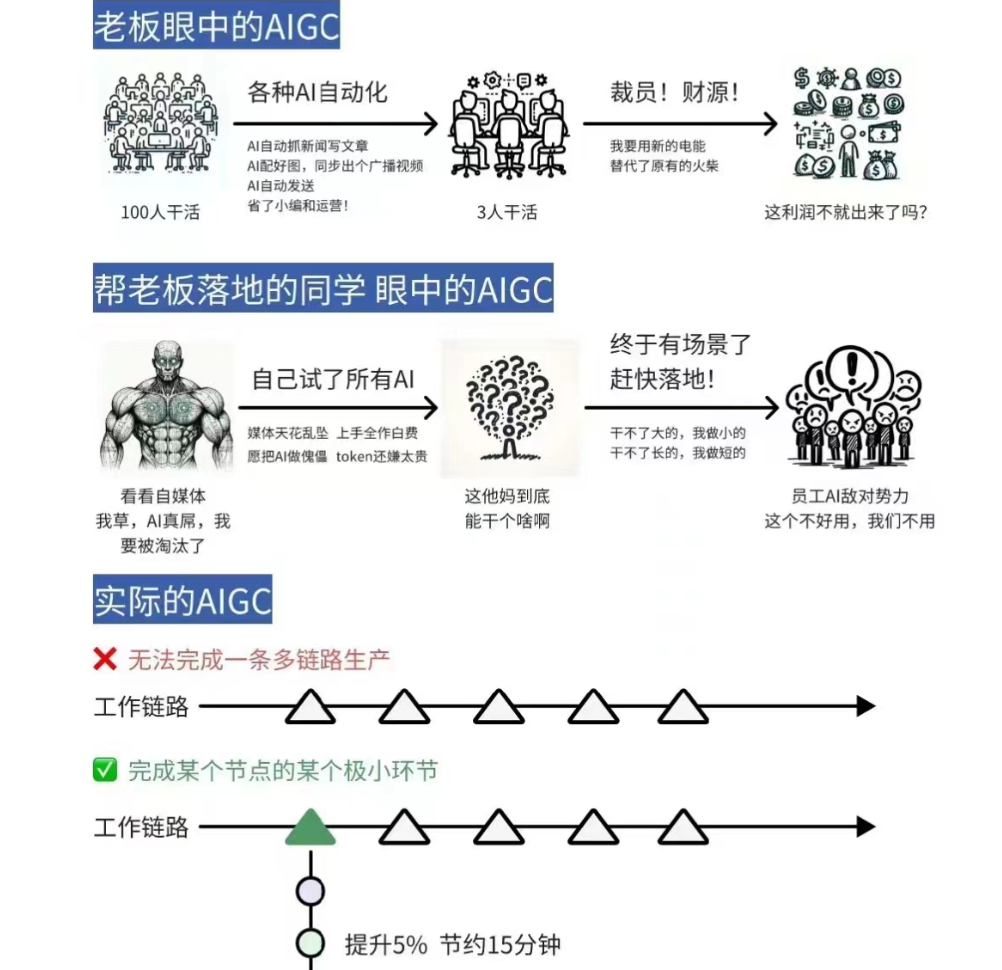 老板眼中的AIGC
各种AI自动化
AI自动抓新闻写文章
AI配好图，同步出个广播视频
AI自动发送
省了小编和运营！
裁员！财源！
我要用新的电能
替代了原有的火柴
100人干活
3人干活
这利润不就出来了吗？
帮老板落地的同学 眼中的AIGC
自己试了所有AI
媒体天花乱坠 上手全作白费
愿把AI做傀儡 token还嫌太贵
终于有场景了
赶快落地！
干不了大的，我做小的
干不了长的，我做短的
看看自媒体
我草，AI真屌，我
要被淘汰了
这他妈到底
能干个啥啊
员工AI敌对势力
这个不好用，我们不用
实际的AIGC
无法完成一条多链路生产
工作链路
完成某个节点的某个极小环节
工作链路
提升5% 节约15分钟